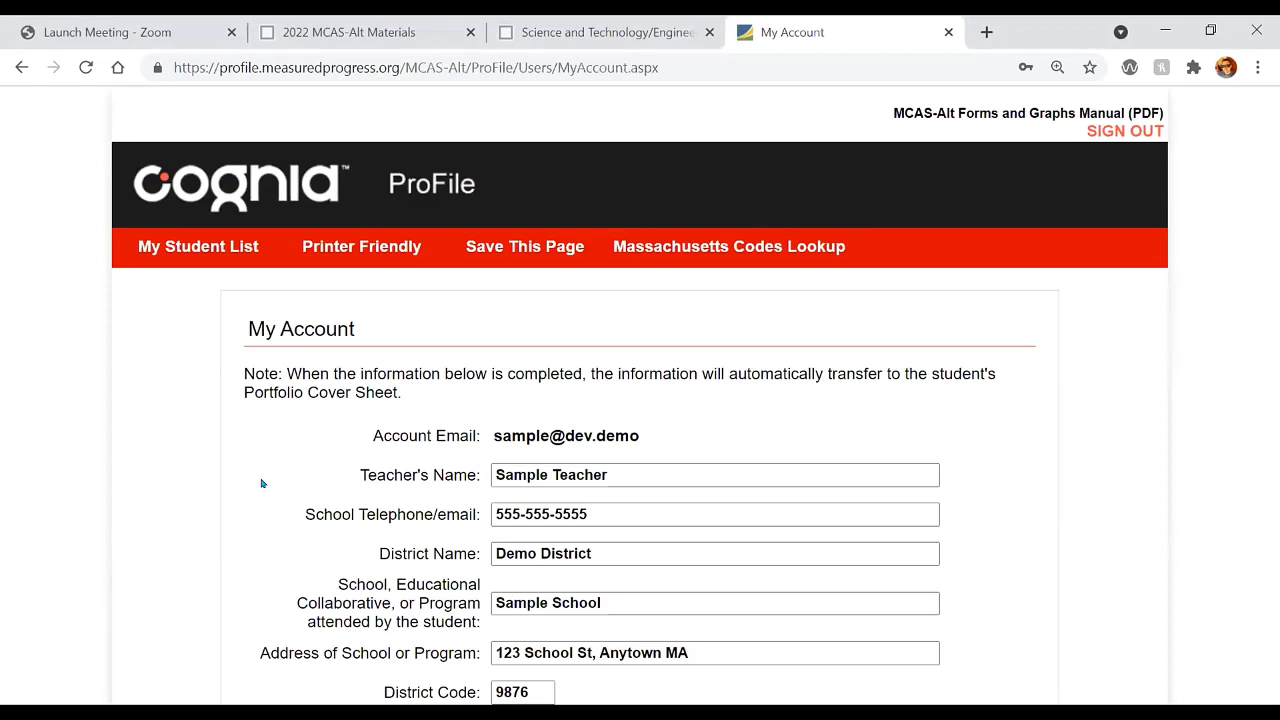 Launch Meeting - Zoom
2022 MCAS-Alt Materials
Science and Technology/Enginee
My Account
https://profile.measuredprogress.org/MCAS-Alt/ProFile/Users/MyAccount.aspx
MCAS-Alt Forms and Graphs Manual (PDF)
SIGN OUT
cognia™ ProFile
My Student List Printer Friendly Save This Page Massachusetts Codes Lookup
My Account
Note: When the information below is completed, the information will automatically transfer to the student's
Portfolio Cover Sheet.
Account Email: sample@dev.demo
Teacher's Name: Sample Teacher
School Telephone/email: 555-555-5555
District Name: Demo District
School, Educational
Collaborative, or Program Sample School
attended by the student:
Address of School or Program: 123 School St, Anytown MA
District Code: 9876